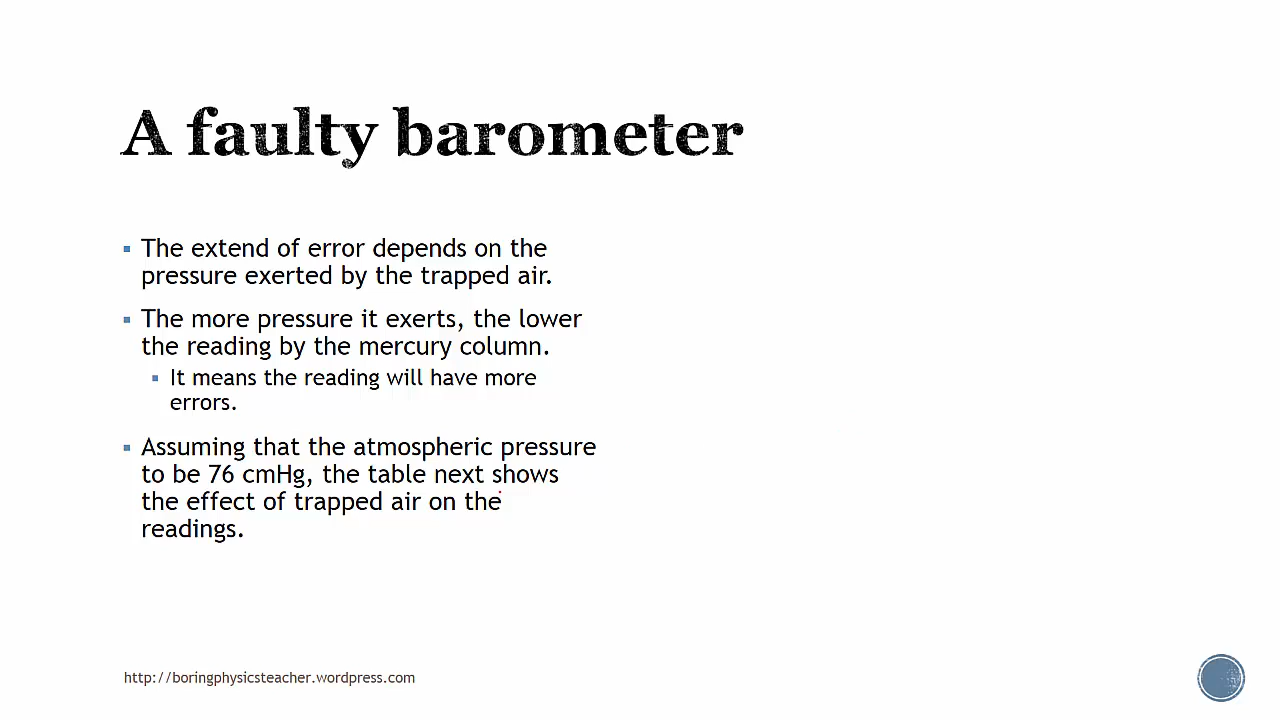 A faulty barometer
The extend of error depends on the
pressure exerted by the trapped air.
The more pressure it exerts, the lower
the reading by the mercury column.
It means the reading will have more
errors.
Assuming that the atmospheric pressure
to be 76 cmHg, the table next shows
the effect of trapped air on the
readings.
http://boringphysicsteacher.wordpress.com